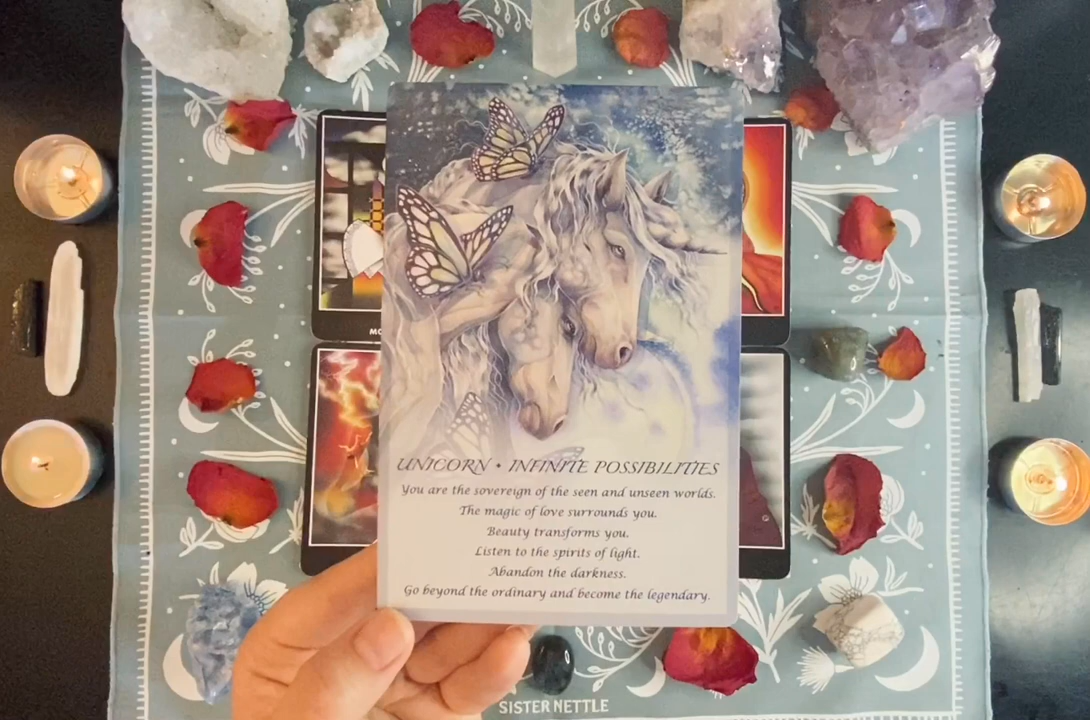 UNICORN • INFINITE POSSIBILITIES
You are the sovereign of the seen and unseen worlds.
The magic of love surrounds you.
Beauty transforms you.
Listen to the spirits of light.
Abandon the darkness.
Go beyond the ordinary and become the legendary.
SISTER NETTLE